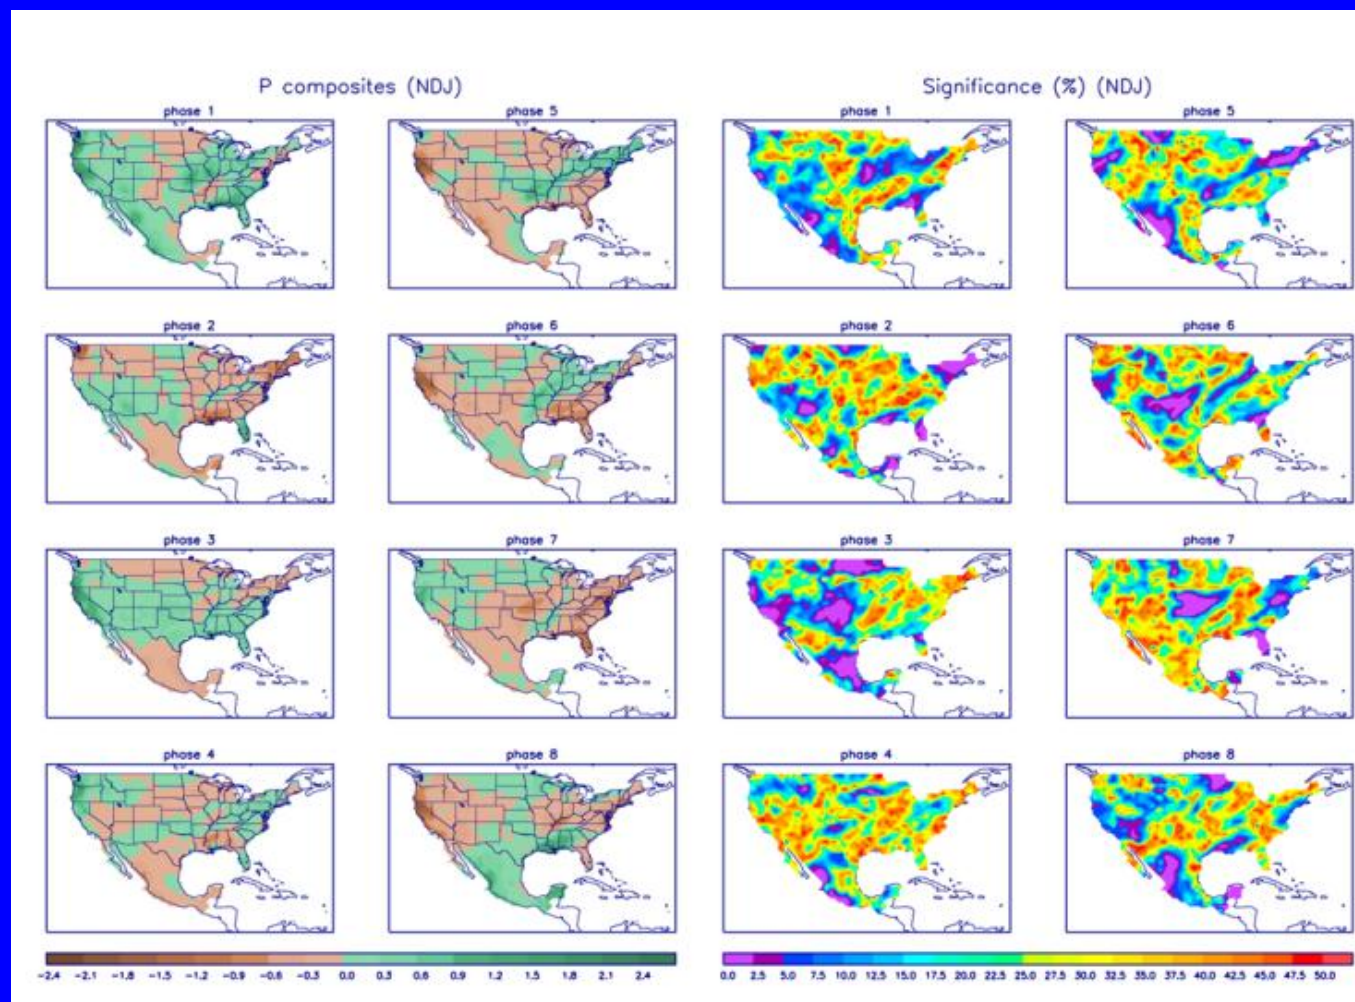 P composites (NDJ)
Significance (%) (NDJ)
phase 1
phase 5
phase 1
phase 5
phase 2
phase 6
phase 2
phase 6
phase 3
phase 7
phase 3
phase 7
phase 4
phase 8
phase 4
phase 8
-2.4 -2.1 -1.8 -1.5 -1.2 -0.9 -0.6 -0.3 0.0 0.3 0.6 0.9 1.2 1.5 1.8 2.1 2.4
0.0 2.5 5.0 7.5 10.0 12.5 15.0 17.5 20.0 22.5 25.0 27.5 30.0 32.5 35.0 37.5 40.0 42.5 45.0 47.5 50.0